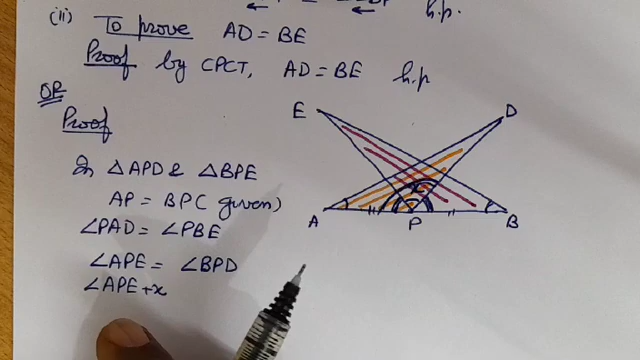 h.p.
(ii) To prove AD = BE
Proof by CPCT, AD = BE h.p
OR
Proof
In △APD & △BPE
AP = BP (given)
∠PAD = ∠PBE
∠APE = ∠BPD
∠APE + x
E
D
A
P
B